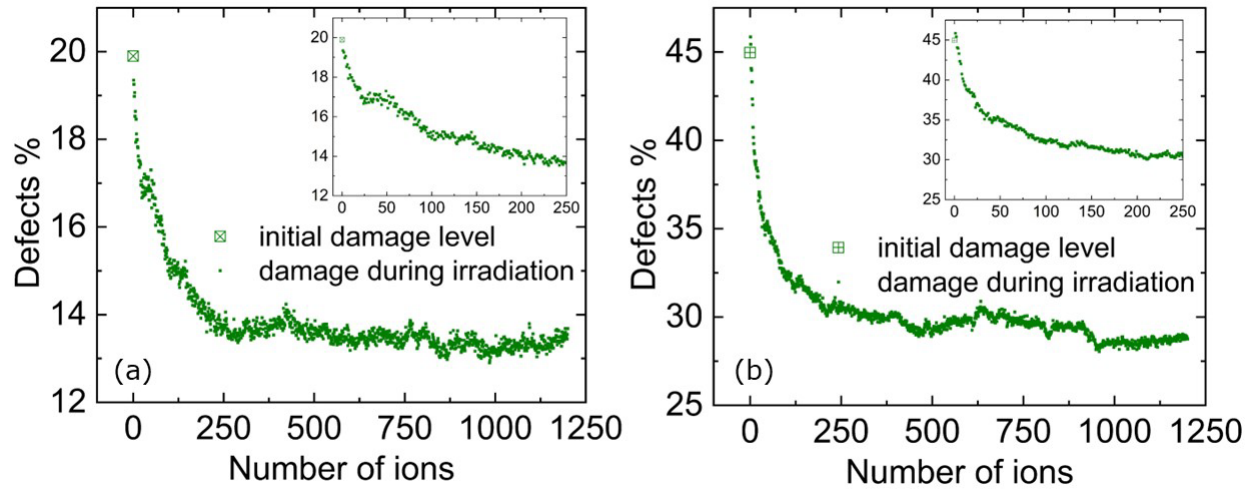 20
18
16
14
12
Defects %
20
18
16
14
12
0 50 100 150 200 250
initial damage level
damage during irradiation
(a)
0 250 500 750 1000 1250
Number of ions
45
40
35
30
25
Defects %
45
40
35
30
25
0 50 100 150 200 250
initial damage level
damage during irradiation
(b)
0 250 500 750 1000 1250
Number of ions